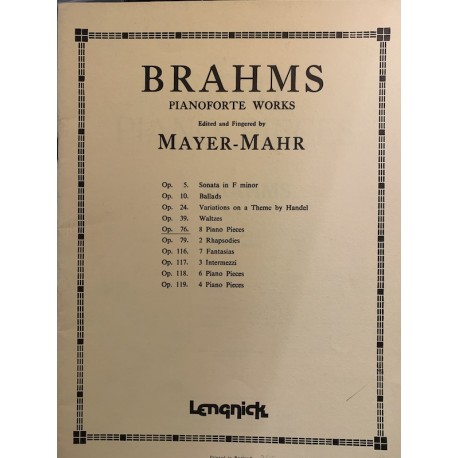 BRAHMS
PIANOFORTE WORKS
Edited and Fingered by
MAYER-MAHR
Op. 5. Sonata in F minor
Op. 10. Ballads
Op. 24. Variations on a Theme by Handel
Op. 39. Waltzes
Op. 76. 8 Piano Pieces
Op. 79. 2 Rhapsodies
Op. 116. 7 Fantasias
Op. 117. 3 Intermezzi
Op. 118. 6 Piano Pieces
Op. 119. 4 Piano Pieces
Lengnick